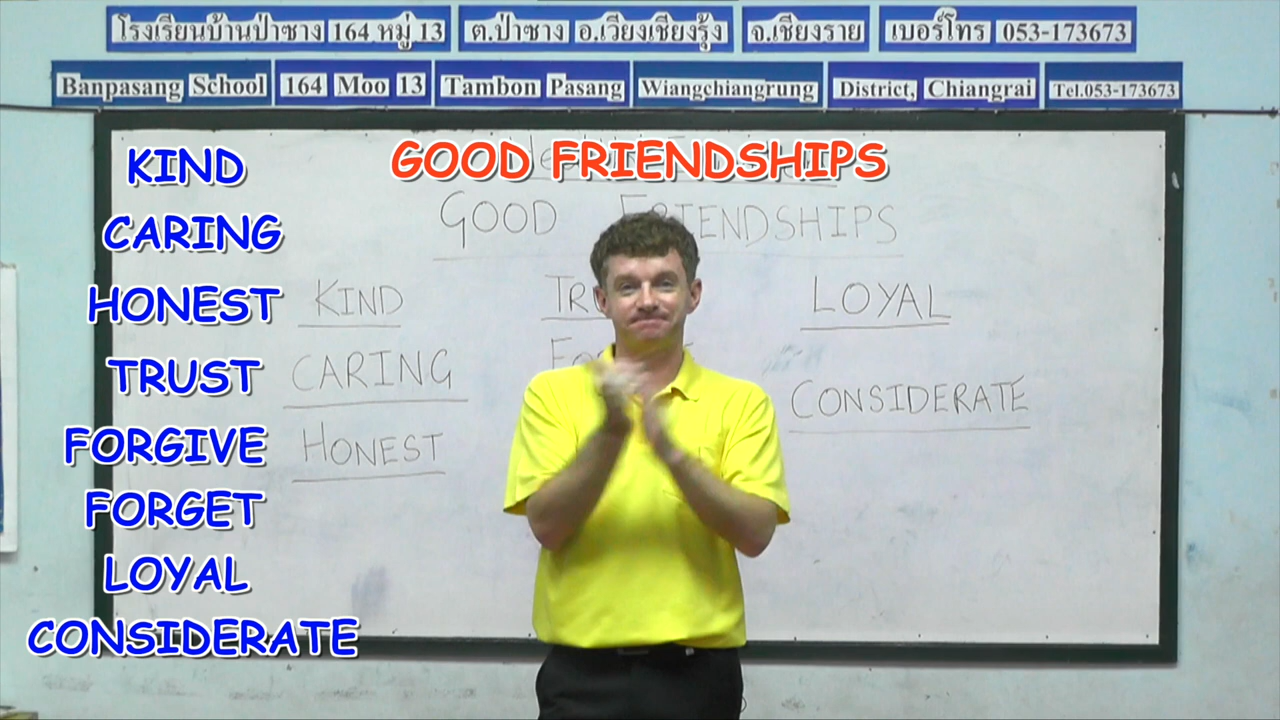 โรงเรียนบ้านป่าซาง 164 หมู่ 13 ต.ป่าซาง อ.เวียงเชียงรุ้ง จ.เชียงราย เบอร์โทร 053-173673
Banpasang School 164 Moo 13 Tambon Pasang Wiangchiangrung District, Chiangrai Tel.053-173673
GOOD FRIENDSHIPS
KIND
CARING
HONEST
TRUST
FORGIVE
FORGET
LOYAL
CONSIDERATE
GOOD FRIENDSHIPS
KIND LOYAL
CARING CONSIDERATE
HONEST